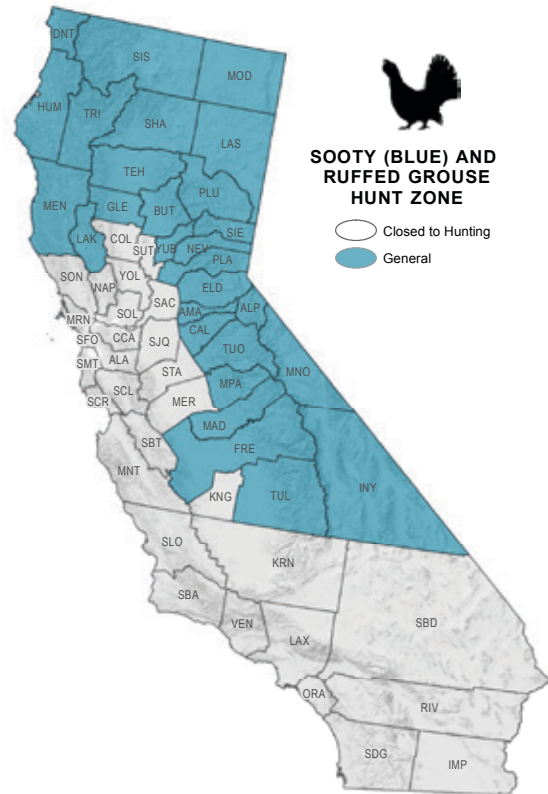 DNT
SIS
MOD
HUM
TRI
SHA
LAS
SOOTY (BLUE) AND
RUFFED GROUSE
HUNT ZONE
Closed to Hunting
General
TEH
PLU
MEN
GLE
BUT
LAK
COL
SUT
YUB
NEV
SIE
PLA
SON
NAP
YOL
ELD
SOL
SAC
AMA
ALP
MRN
CAL
SFO
CCA
SJQ
TUO
MNO
SMT
ALA
STA
MPA
SCR
SCL
MER
MAD
SBT
FRE
MNT
KNG
TUL
INY
SLO
KRN
SBA
VEN
LAX
SBD
ORA
RIV
SDG
IMP